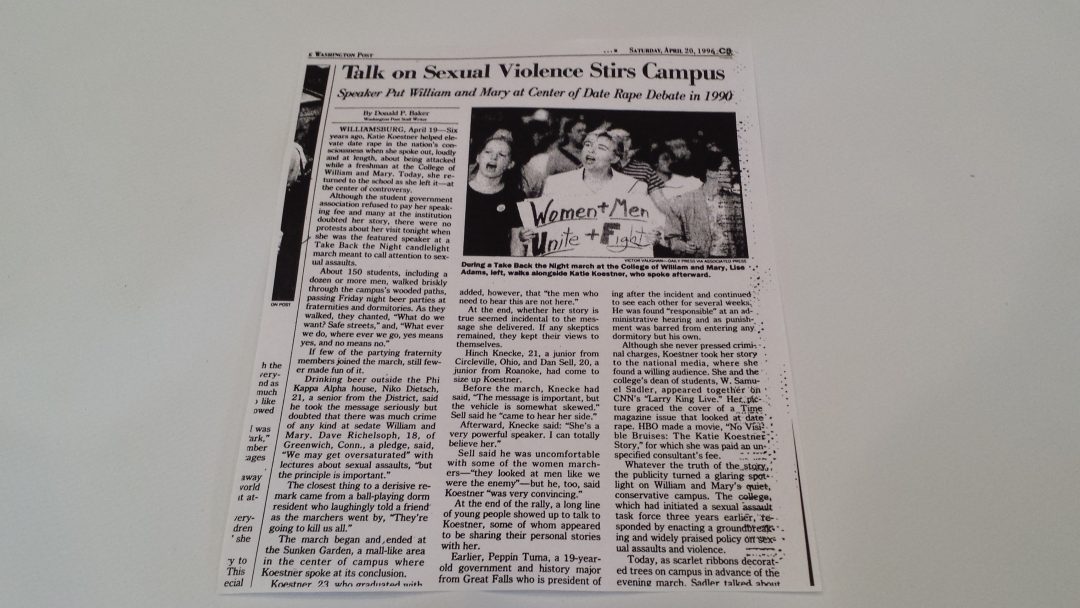 E WASHINGTON POST
SATURDAY, APRIL 20, 1996
Talk on Sexual Violence Stirs Campus
Speaker Put William and Mary at Center of Date Rape Debate in 1990
By Donald P. Baker
Washington Post Staff Writer
WILLIAMSBURG, April 19—Six
years ago, Katie Koestner helped ele-
vate date rape in the nation's con-
sciousness when she spoke out, loudly
and at length, about being attacked
while a freshman at the College of
William and Mary. Today, she re-
turned to the school as she left it—at
the center of controversy.
Although the student government
association refused to pay her speak-
ing fee and many at the institution
doubted her story, there were no
protests about her visit tonight when
she was the featured speaker at a
Take Back the Night candlelight
march meant to call attention to sex-
ual assaults.
About 150 students, including a
dozen or more men, walked briskly
through the campus's wooded paths,
passing Friday night beer parties at
fraternities and dormitories. As they
walked, they chanted, "What do we
want? Safe streets," and, "What ever
we do, where ever we go, yes means
yes, and no means no."
If few of the partying fraternity
members joined the march, still few-
er made fun of it.
Drinking beer outside the Phi
Kappa Alpha house, Niko Dietsch,
21, a senior from the District, said
he took the message seriously but
doubted that there was much crime
of any kind at sedate William and
Mary. Dave Richelsoph, 18, of
Greenwich, Conn., a pledge, said,
"We may get oversaturated" with
lectures about sexual assaults, "but
the principle is important."
The closest thing to a derisive re-
mark came from a ball-playing dorm
resident who laughingly told a friend
as the marchers went by, "They're
going to kill us all."
The march began and ended at
the Sunken Garden, a mall-like area
in the center of campus where
Koestner spoke at its conclusion.
Koestner, 23, who graduated with
Women + Men
Unite + Fight
VICTOR VAUGHAN—DAILY PRESS VIA ASSOCIATED PRESS
During a Take Back the Night march at the College of William and Mary, Lise
Adams, left, walks alongside Katie Koestner, who spoke afterward.
added, however, that "the men who
need to hear this are not here."
At the end, whether her story is
true seemed incidental to the mes-
sage she delivered. If any skeptics
remained, they kept their views to
themselves.
Hinch Knecke, 21, a junior from
Circleville, Ohio, and Dan Sell, 20, a
junior from Roanoke, had come to
size up Koestner.
Before the march, Knecke had
said, "The message is important, but
the vehicle is somewhat skewed."
Sell said he "came to hear her side."
Afterward, Knecke said: "She's a
very powerful speaker. I can totally
believe her."
Sell said he was uncomfortable
with some of the women march-
ers—"they looked at men like we
were the enemy"—but he, too, said
Koestner "was very convincing."
At the end of the rally, a long line
of young people showed up to talk to
Koestner, some of whom appeared
to be sharing their personal stories
with her.
Earlier, Peppin Tuma, a 19-year-
old government and history major
from Great Falls who is president of
ing after the incident and continued
to see each other for several weeks.
He was found "responsible" at an ad-
ministrative hearing and as punish-
ment was barred from entering any
dormitory but his own.
Although she never pressed crimi-
nal charges, Koestner took her story
to the national media, where she
found a willing audience. She and the
college's dean of students, W. Samu-
el Sadler, appeared together on
CNN's "Larry King Live." Her pic-
ture graced the cover of a Time
magazine issue that looked at date
rape. HBO made a movie, "No Visi-
ble Bruises: The Katie Koestner
Story," for which she was paid an un-
specified consultant's fee.
Whatever the truth of the story,
the publicity turned a glaring spot-
light on William and Mary's quiet,
conservative campus. The college,
which had initiated a sexual assault
task force three years earlier, re-
sponded by enacting a groundbreak-
ing and widely praised policy on sex-
ual assaults and violence.
Today, as scarlet ribbons decorat-
ed trees on campus in advance of the
evening march, Sadler talked about
ON POST
h the
very-
nd as
much
like
owed
I was
ark,"
mber
ages
away
world
it at-
very-
dren
she
y to
This
ecial